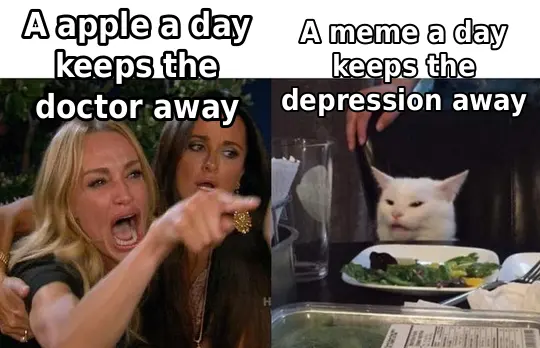 A apple a day
keeps the
doctor away
A meme a day
keeps the
depression away